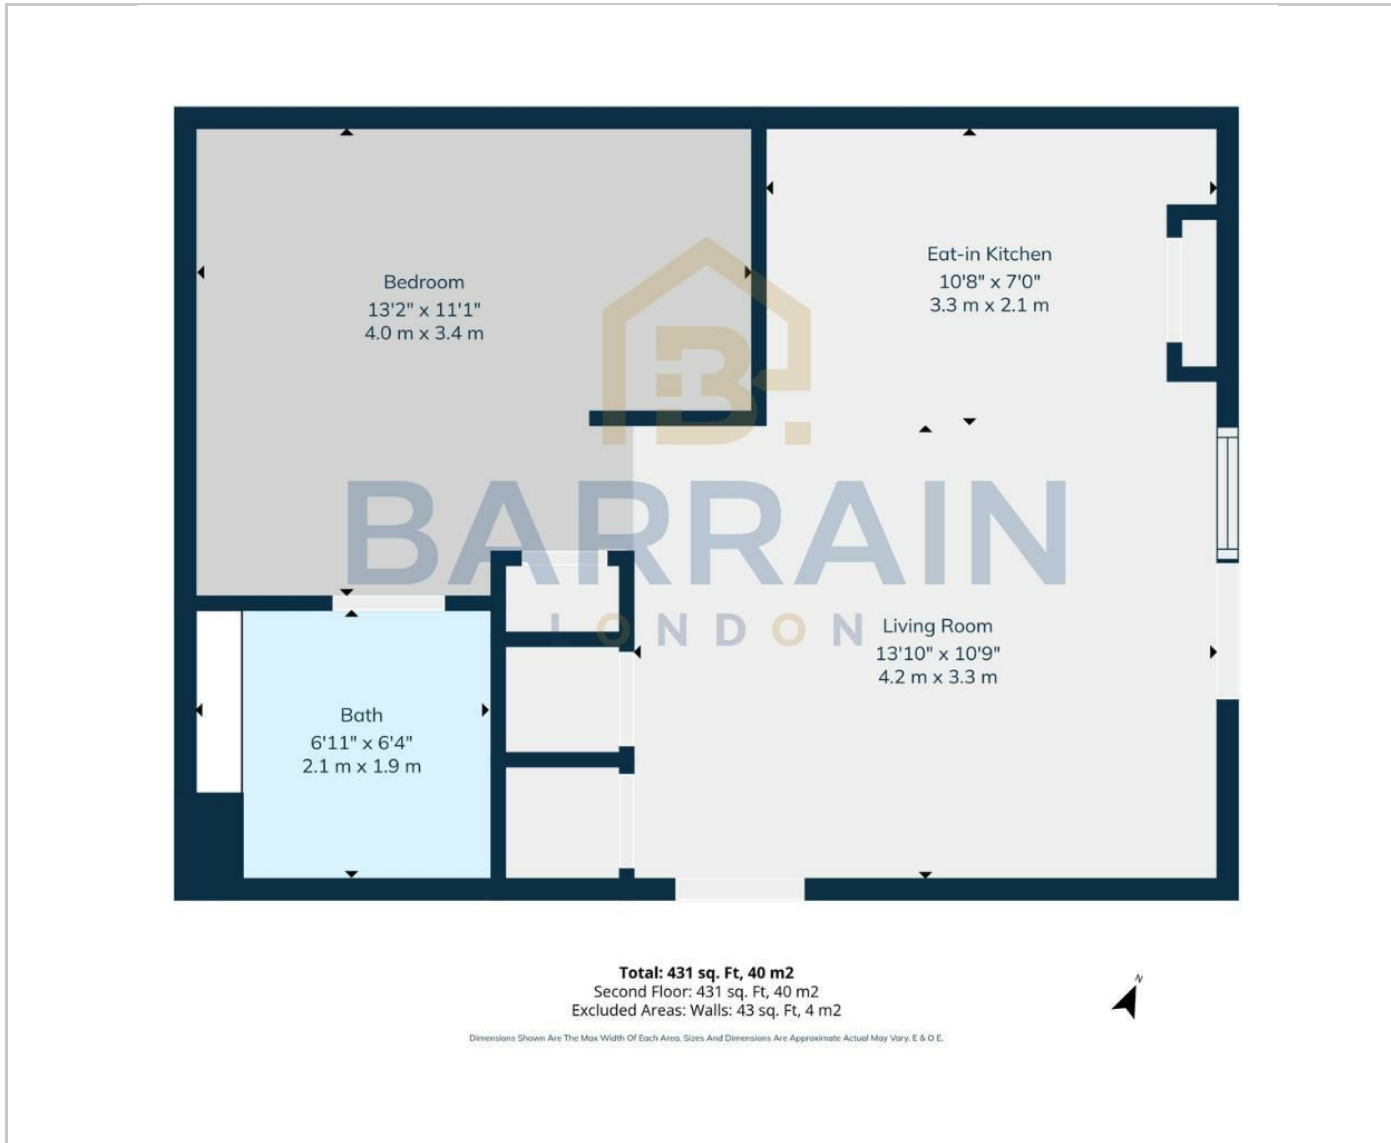 Bedroom
13'2" x 11'1"
4.0 m x 3.4 m
Eat-in Kitchen
10'8" x 7'0"
3.3 m x 2.1 m
B
BARRAIN
LONDON
Living Room
13'10" x 10'9"
4.2 m x 3.3 m
Bath
6'11" x 6'4"
2.1 m x 1.9 m
Total: 431 sq. Ft, 40 m2
Second Floor: 431 sq. Ft, 40 m2
Excluded Areas: Walls: 43 sq. Ft, 4 m2
N
Dimensions Shown Are The Max Width Of Each Area. Sizes And Dimensions Are Approximate Actual May Vary. E & O E.